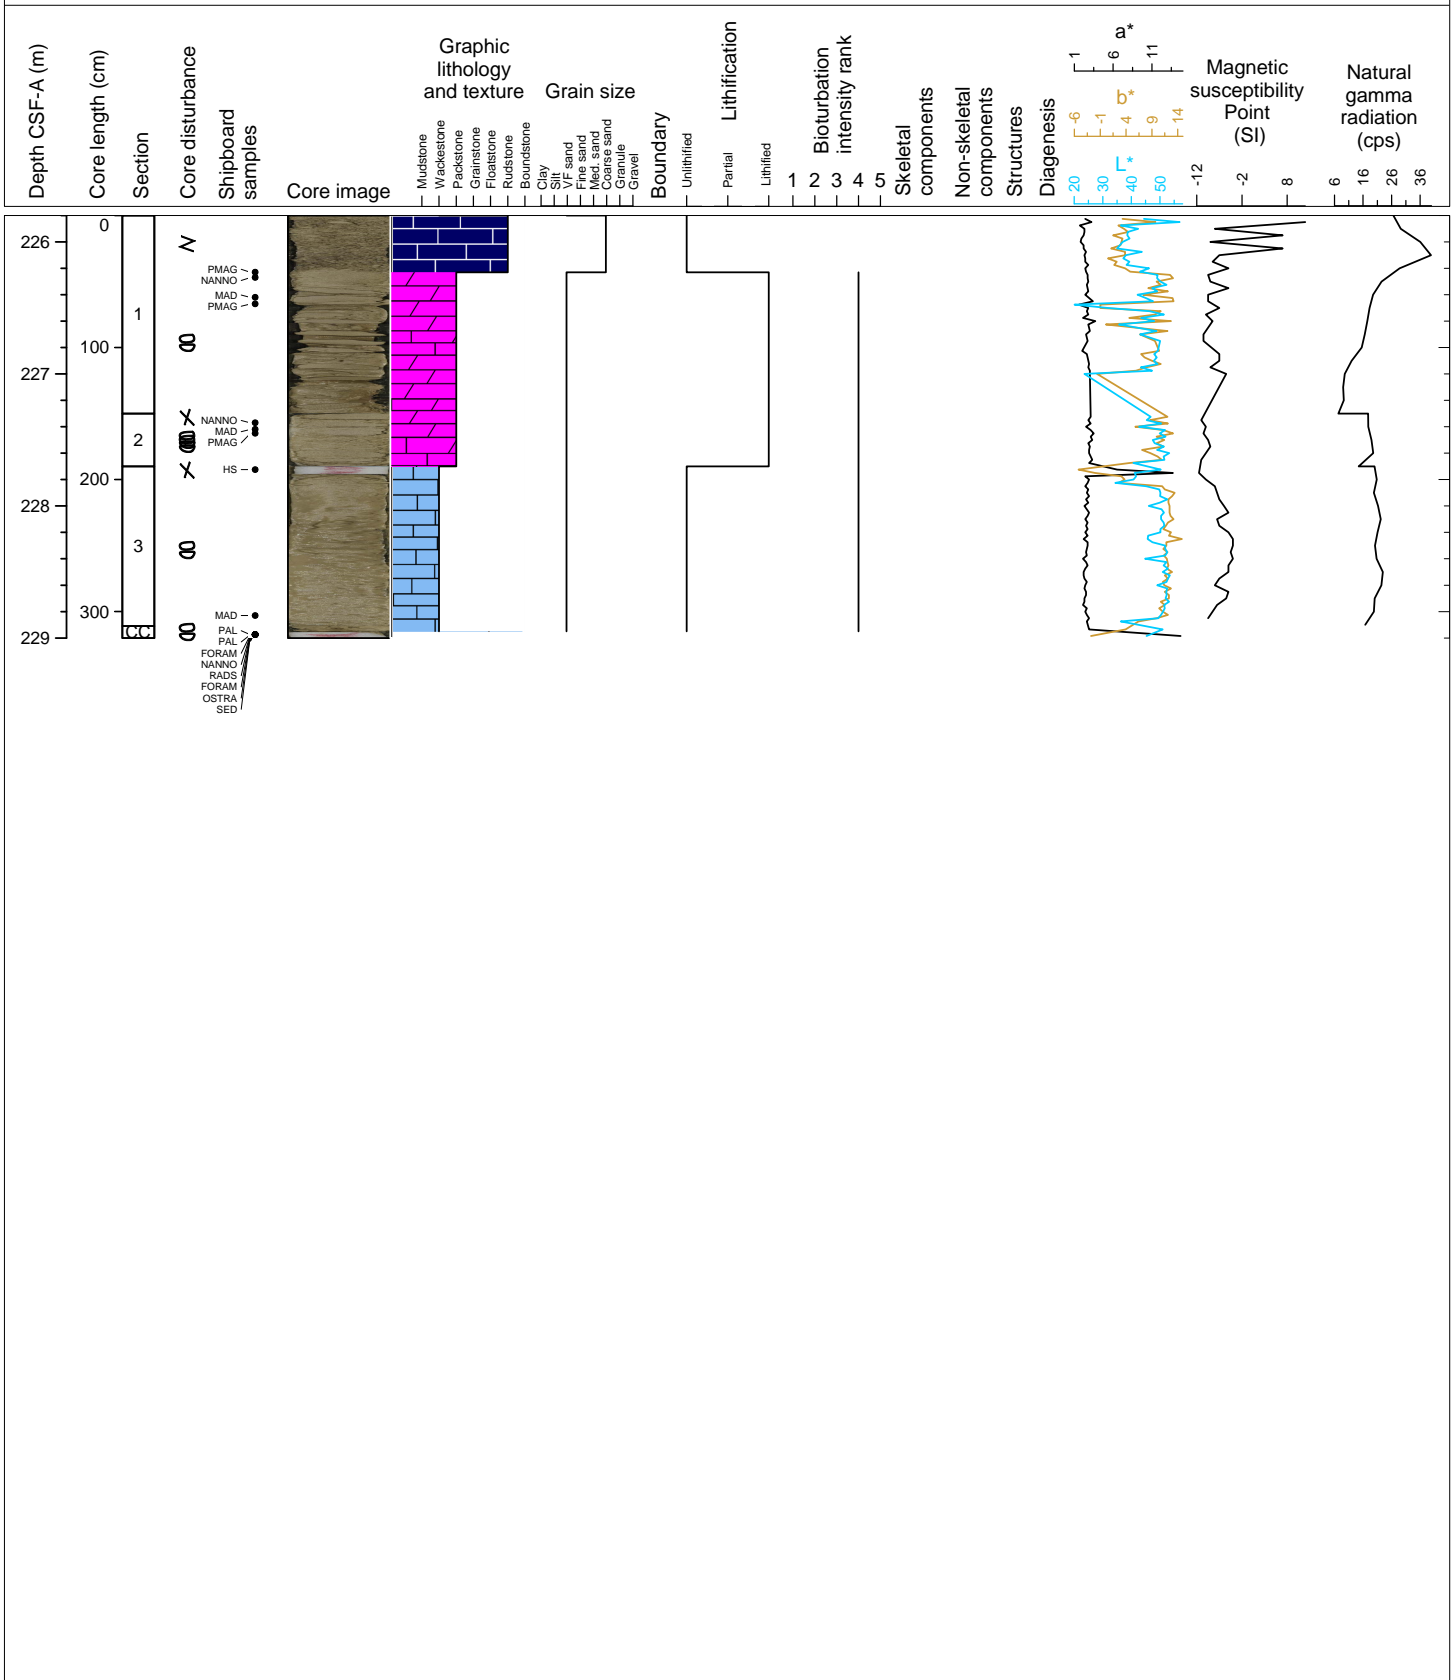 Depth CSF-A (m)
Core length (cm)
Section
Core disturbance
Shipboard
samples
Core image
Graphic
lithology
and texture
Mudstone
Wackestone
Packstone
Grainstone
Floatstone
Rudstone
Boundstone
Grain size
Clay
Silt
VF sand
Fine sand
Med. sand
Coarse sand
Granule
Gravel
Boundary
Lithification
Unlithified
Partial
Lithified
Bioturbation
intensity rank
1 2 3 4 5
Skeletal
components
Non-skeletal
components
Structures
Diagenesis
a*
1 6 11
b*
-6 -1 4 9 14
L*
20 30 40 50
Magnetic
susceptibility
Point
(SI)
-12 -2 8
Natural
gamma
radiation
(cps)
6 16 26 36
226
227
228
229
0
100
200
300
1
2
3
CC
PMAG
NANNO
MAD
PMAG
NANNO
MAD
PMAG
HS
MAD
PAL
PAL
FORAM
NANNO
RADS
FORAM
OSTRA
SED